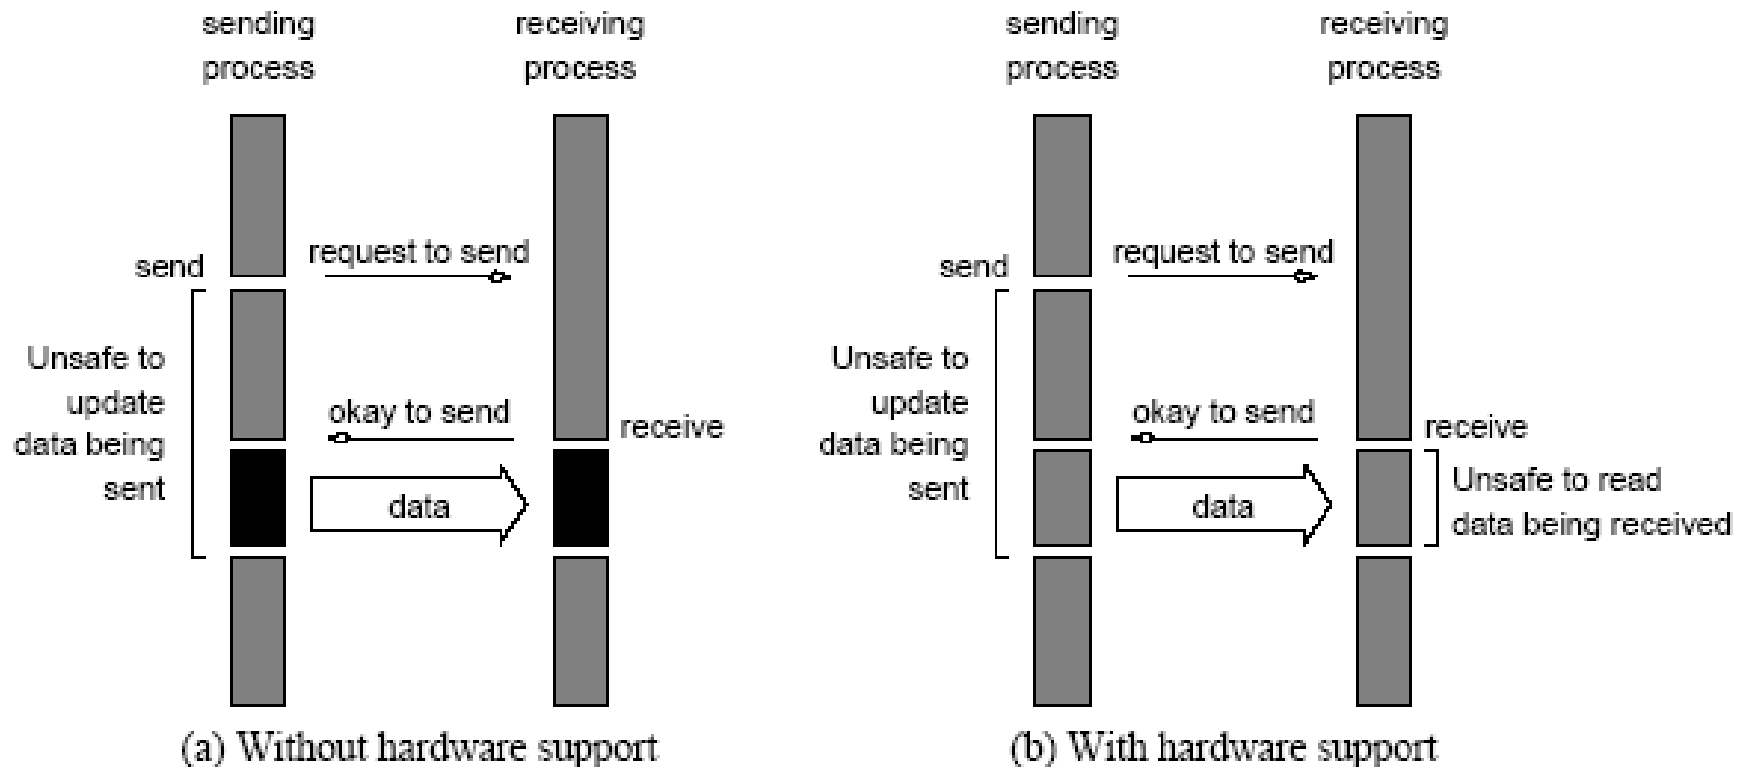 sending
process
receiving
process
send
request to send
Unsafe to
update
data being
sent
okay to send
receive
data
(a) Without hardware support
sending
process
receiving
process
send
request to send
Unsafe to
update
data being
sent
okay to send
receive
data
Unsafe to read
data being received
(b) With hardware support